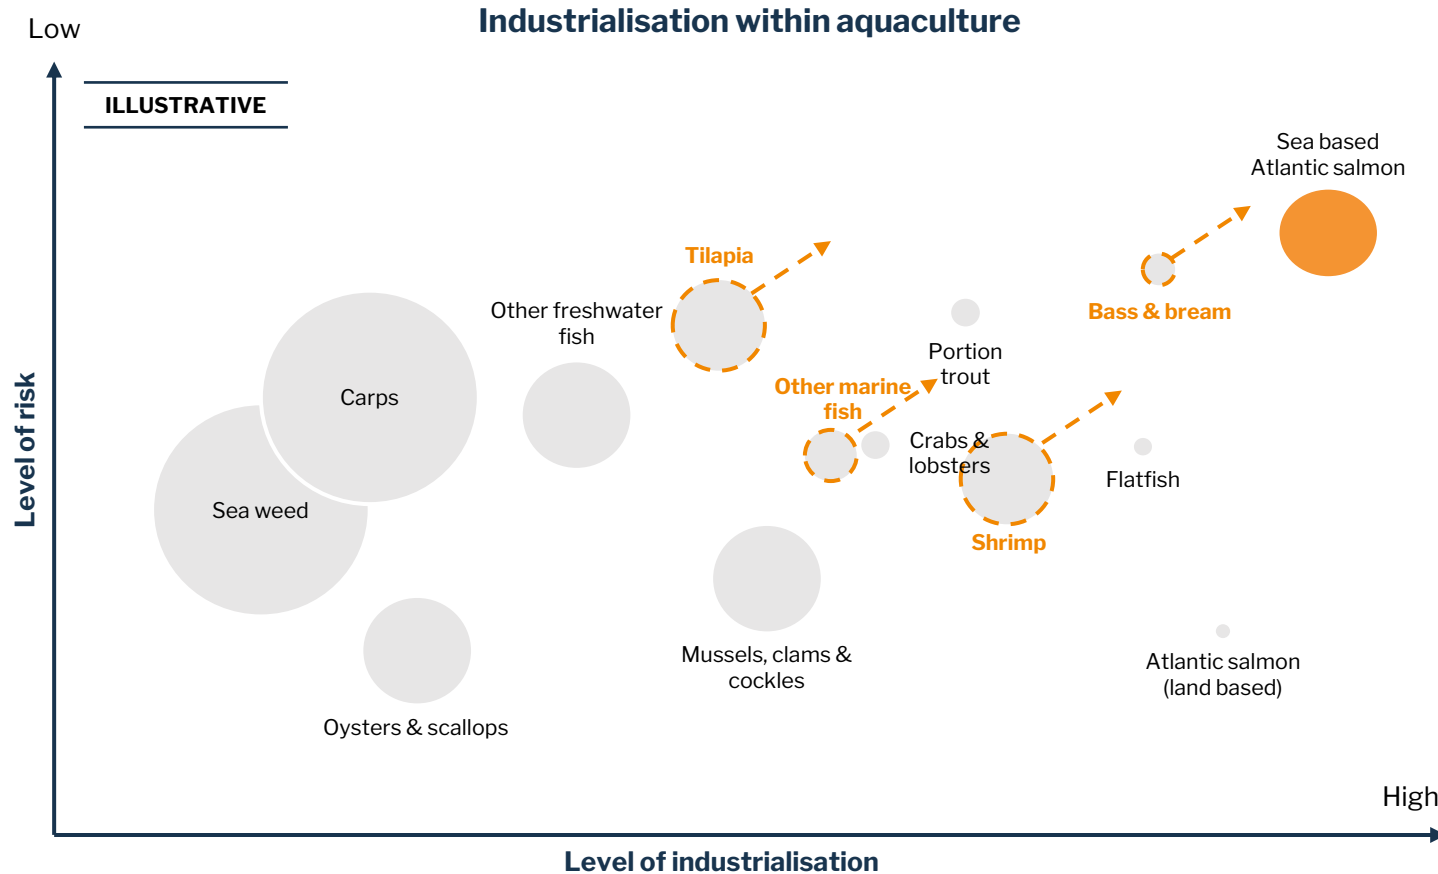 Industrialisation within aquaculture
Low
ILLUSTRATIVE
Sea based
Atlantic salmon
Tilapia
Other freshwater
fish
Bass & bream
Portion
trout
Other marine
fish
Carps
Level of risk
Crabs &
lobsters
Flatfish
Sea weed
Shrimp
Mussels, clams &
cockles
Atlantic salmon
(land based)
Oysters & scallops
High
Level of industrialisation